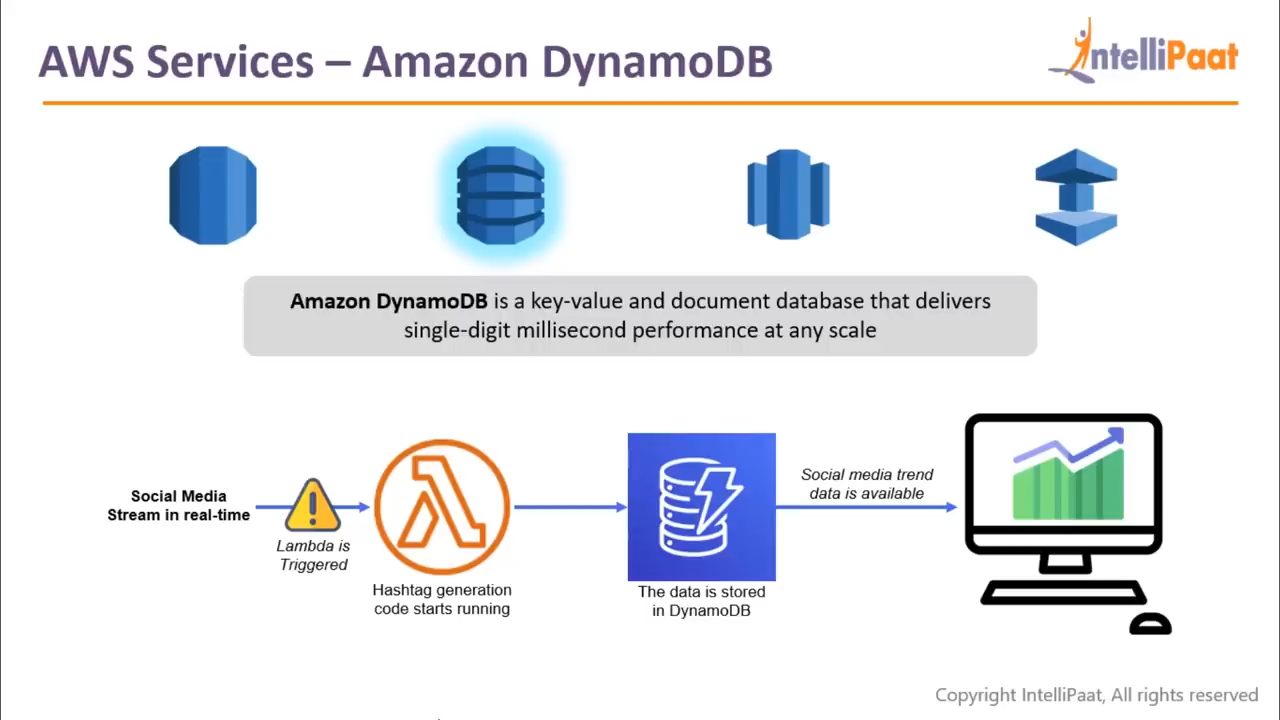 AWS Services – Amazon DynamoDB
IntelliPaat
Amazon DynamoDB is a key-value and document database that delivers
single-digit millisecond performance at any scale
Social Media
Stream in real-time
Lambda is
Triggered
Hashtag generation
code starts running
The data is stored
in DynamoDB
Social media trend
data is available
Copyright IntelliPaat, All rights reserved